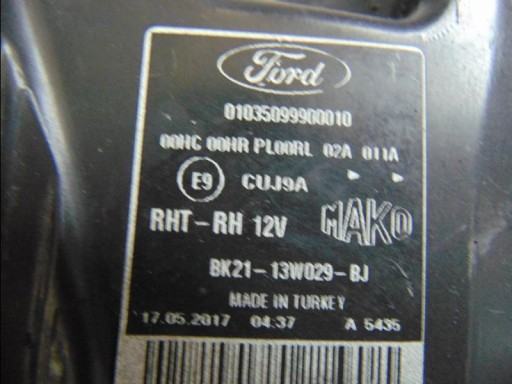 Ford
01035099900010
00HC 00HR PL00RL 02A 011A
E9 CUJ9A
RHT-RH 12V MAKO
BK21-13W029-BJ
MADE IN TURKEY
17.05.2017 04:37 A 5435